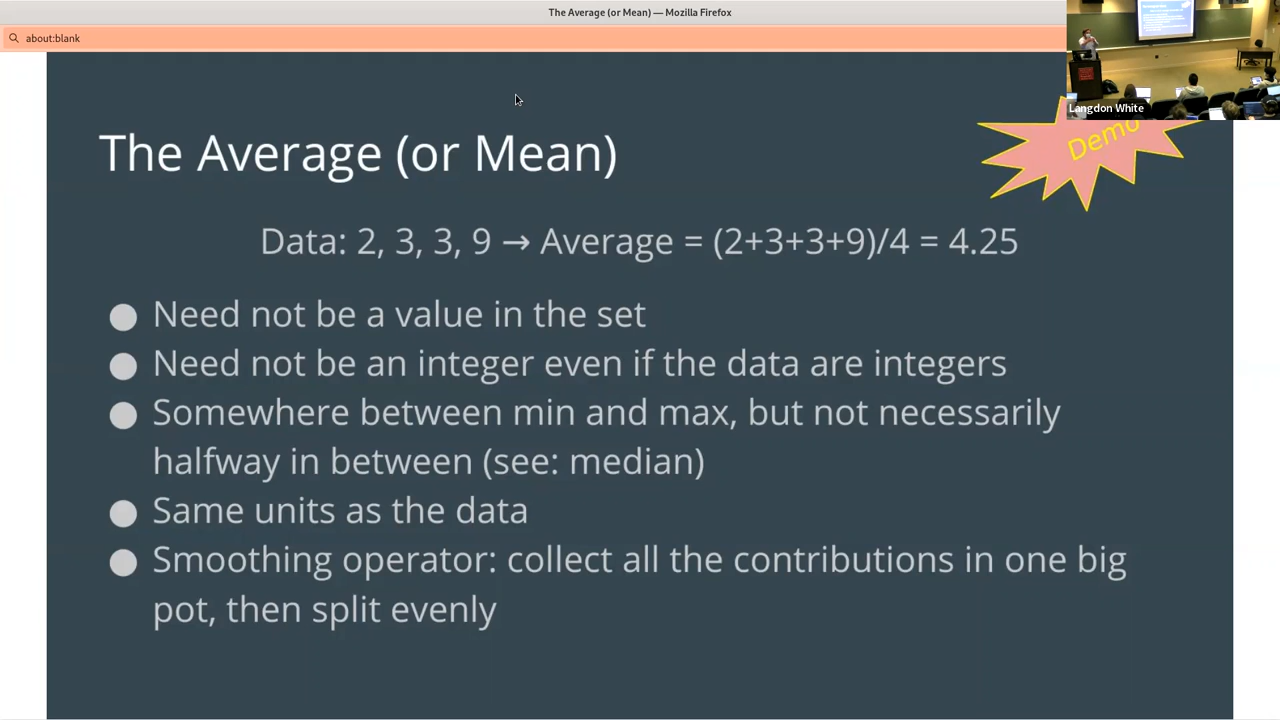 The Average (or Mean) — Mozilla Firefox
about:blank
Langdon White
Demo
The Average (or Mean)
Data: 2, 3, 3, 9 → Average = (2+3+3+9)/4 = 4.25
● Need not be a value in the set
● Need not be an integer even if the data are integers
● Somewhere between min and max, but not necessarily
halfway in between (see: median)
● Same units as the data
● Smoothing operator: collect all the contributions in one big
pot, then split evenly